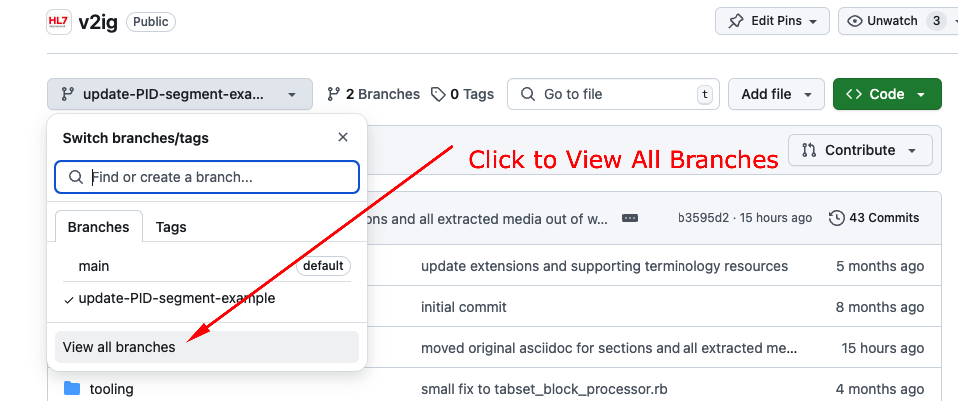 HL7
v2ig
Public
Edit Pins
Unwatch 3
update-PID-segment-exa...
2 Branches
0 Tags
Go to file
t
Add file
Code
Switch branches/tags
Click to View All Branches
Contribute
Find or create a branch...
Branches
Tags
ons and all extracted media out of w...
b3595d2 · 15 hours ago
43 Commits
main
default
update extensions and supporting terminology resources
5 months ago
update-PID-segment-example
initial commit
8 months ago
View all branches
moved original asciidoc for sections and all extracted me...
15 hours ago
tooling
small fix to tabset_block_processor.rb
4 months ago